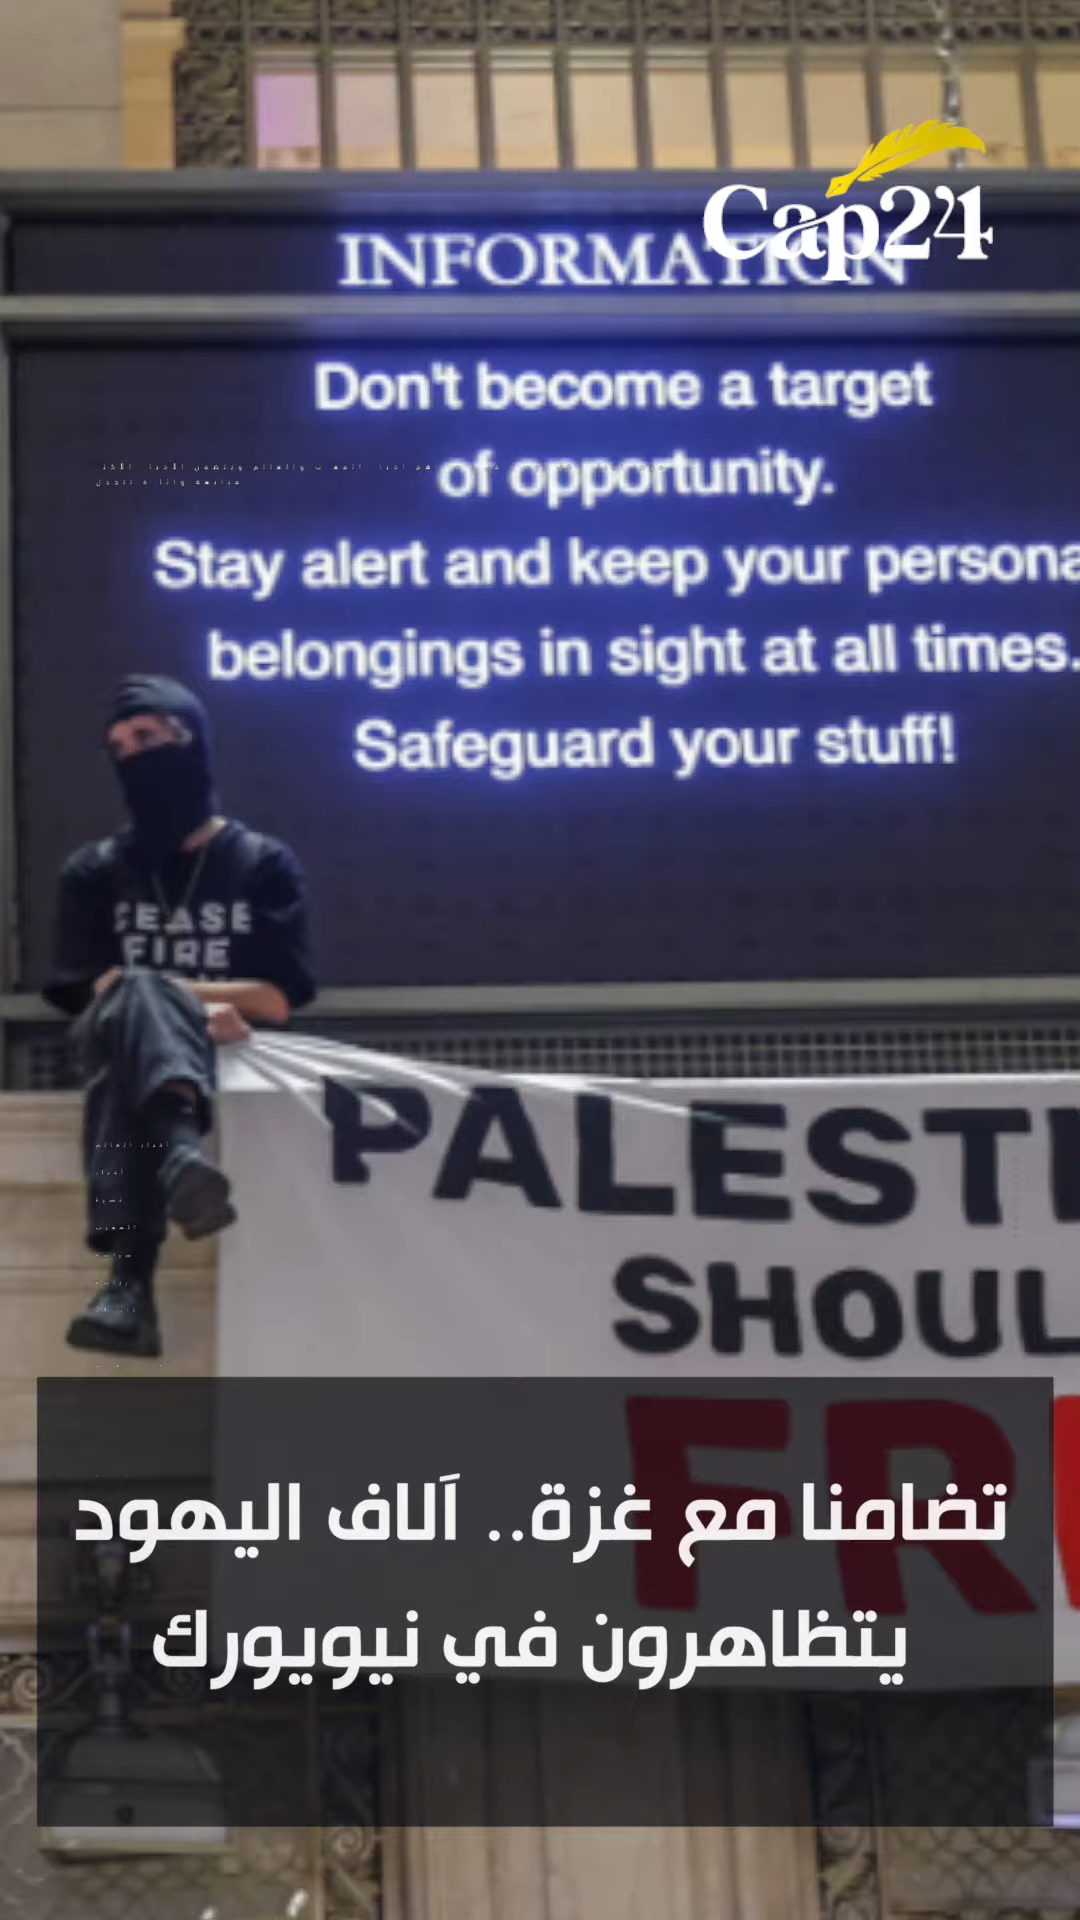 Cap24
INFORMATION
Don't become a target
of opportunity.
Stay alert and keep your persona
belongings in sight at all times.
Safeguard your stuff!
CEASE
FIRE
PALESTI
SHOUL
FR
تضامنا مع غزة.. آلاف اليهود
يتظاهرون في نيويورك